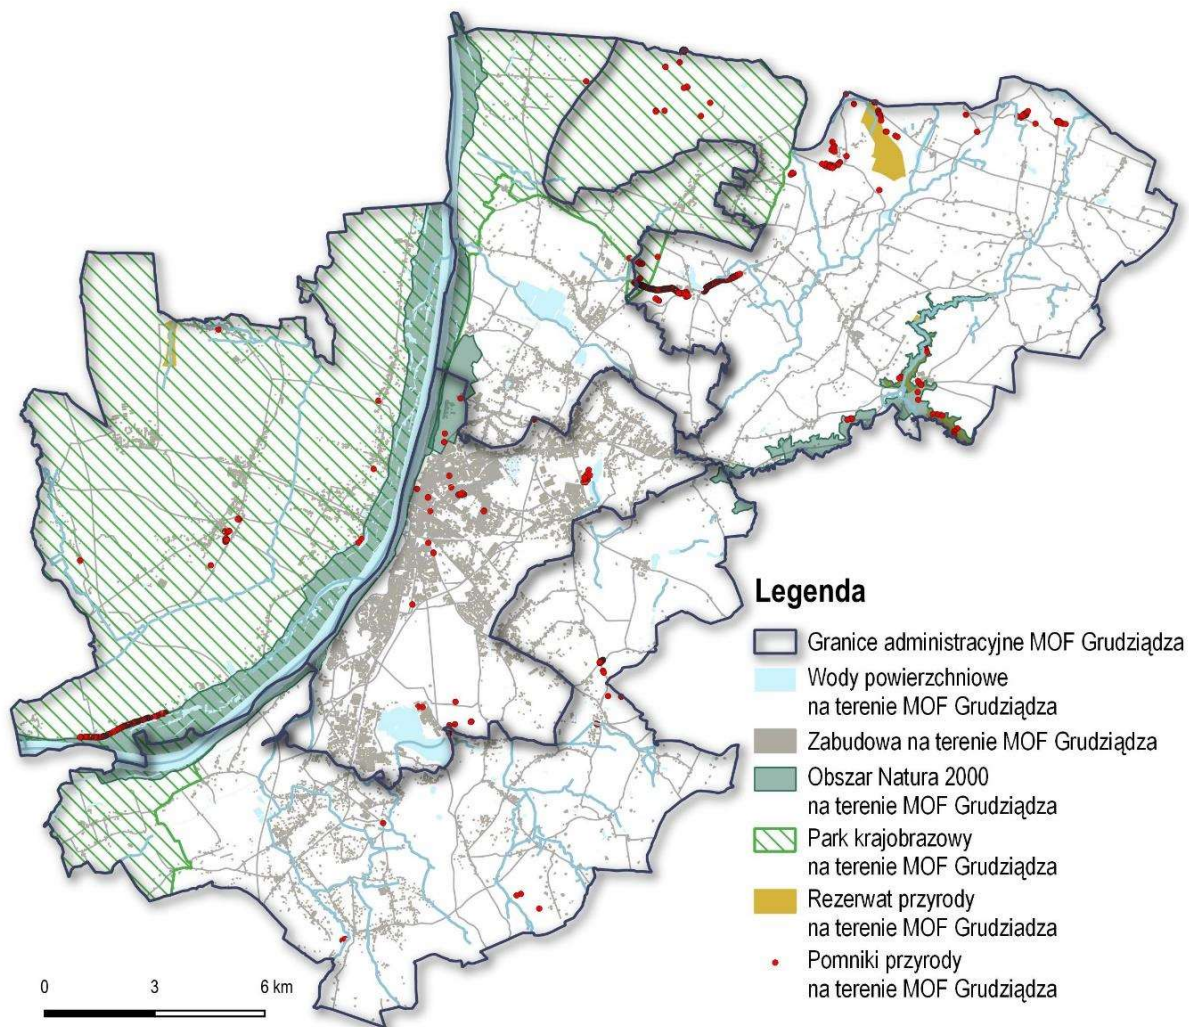 Legenda
Granice administracyjne MOF Grudziądza
Wody powierzchniowe
na terenie MOF Grudziądza
Zabudowa na terenie MOF Grudziądza
Obszar Natura 2000
na terenie MOF Grudziądza
Park krajobrazowy
na terenie MOF Grudziądza
Rezerwat przyrody
na terenie MOF Grudziadza
Pomniki przyrody
na terenie MOF Grudziądza
0 3 6 km